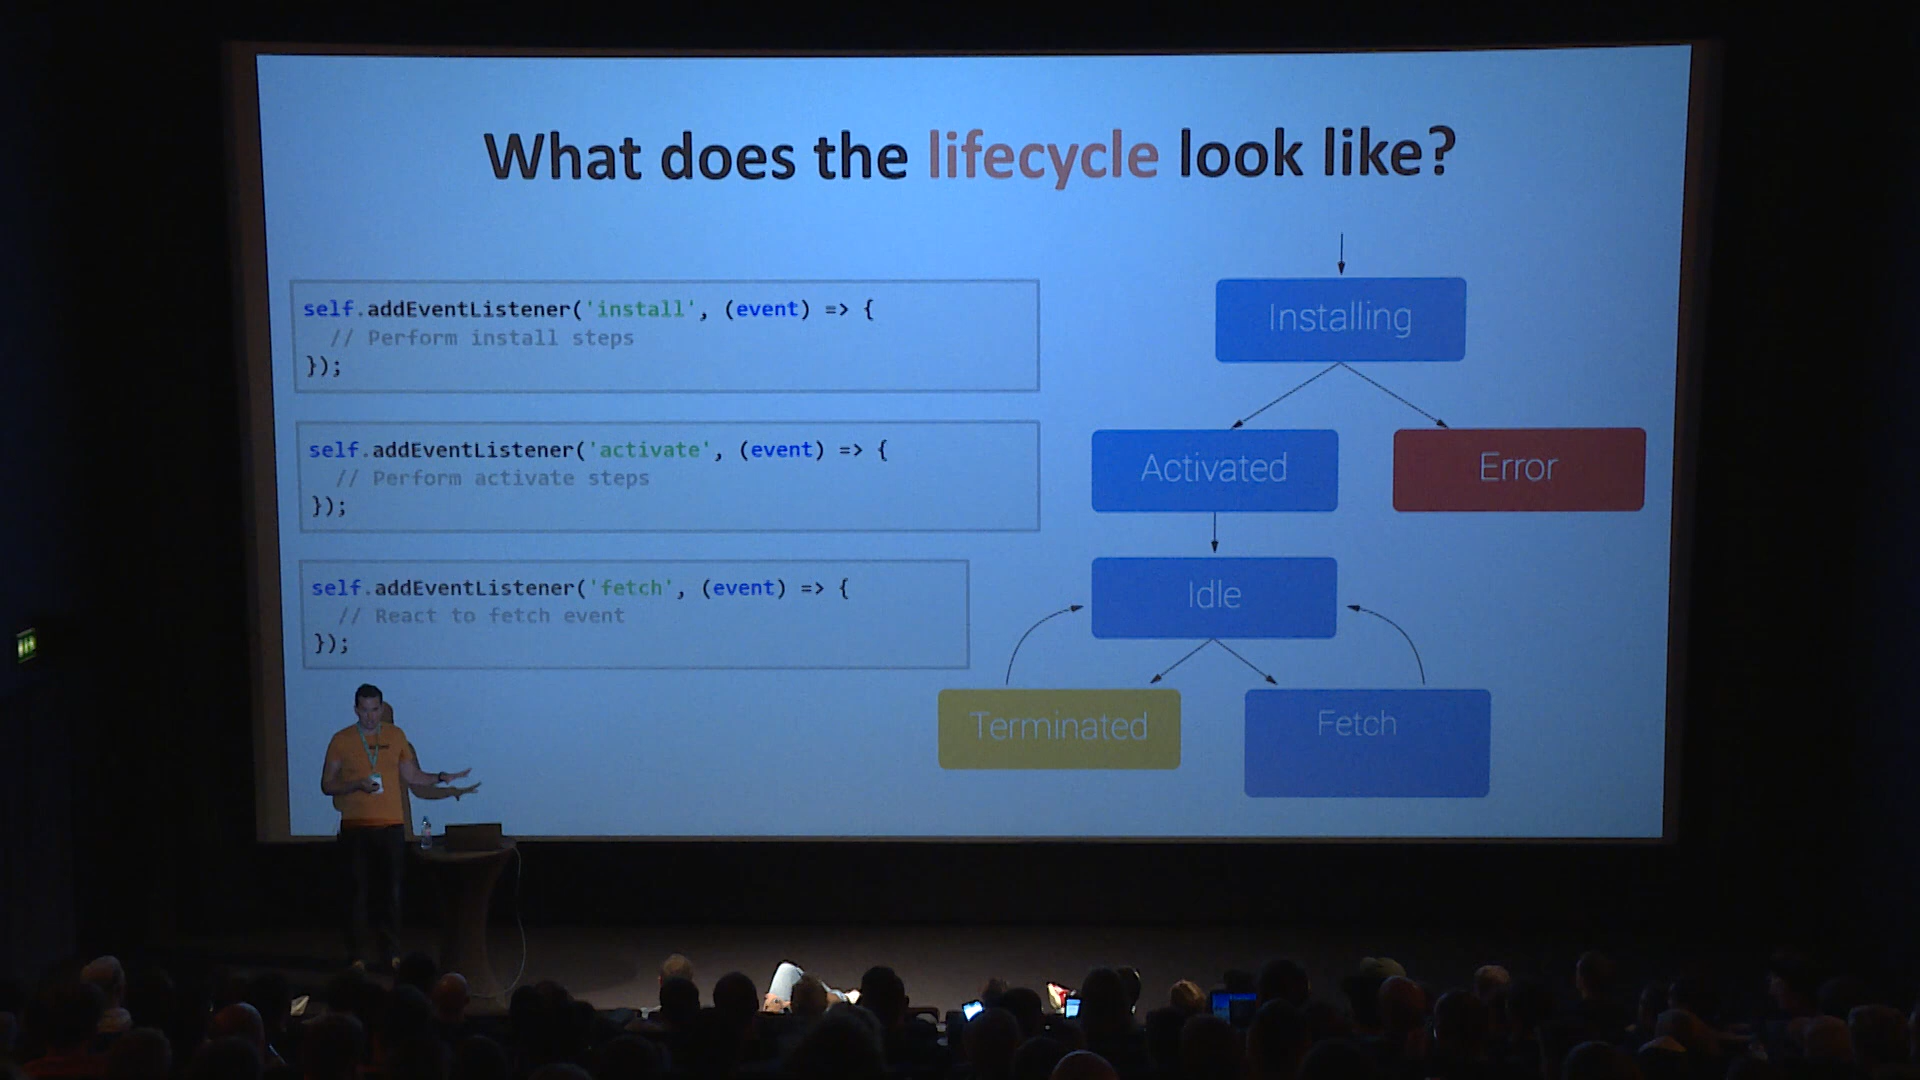 What does the lifecycle look like?
self.addEventListener('install', (event) => {
// Perform install steps
});
self.addEventListener('activate', (event) => {
// Perform activate steps
});
self.addEventListener('fetch', (event) => {
// React to fetch event
});
Installing
Activated
Error
Idle
Terminated
Fetch